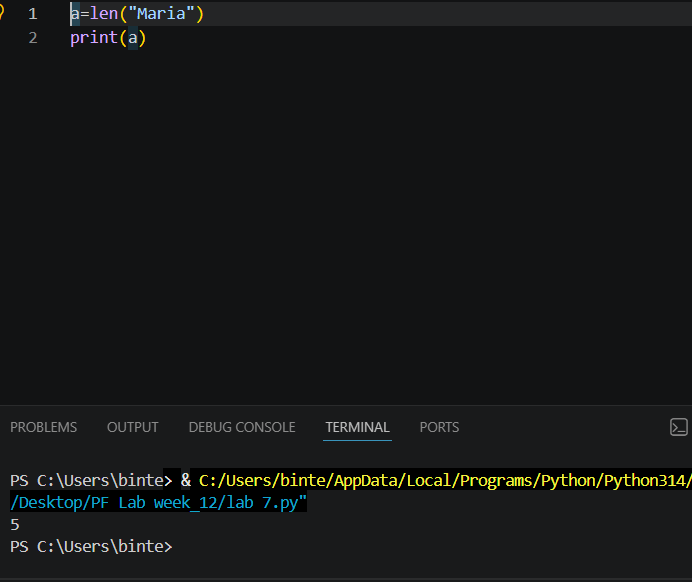 1 a=len("Maria")
2 print(a)
PROBLEMS OUTPUT DEBUG CONSOLE TERMINAL PORTS
PS C:\Users\binte> & C:/Users/binte/AppData/Local/Programs/Python/Python314/
/Desktop/PF Lab week_12/lab 7.py"
5
PS C:\Users\binte>